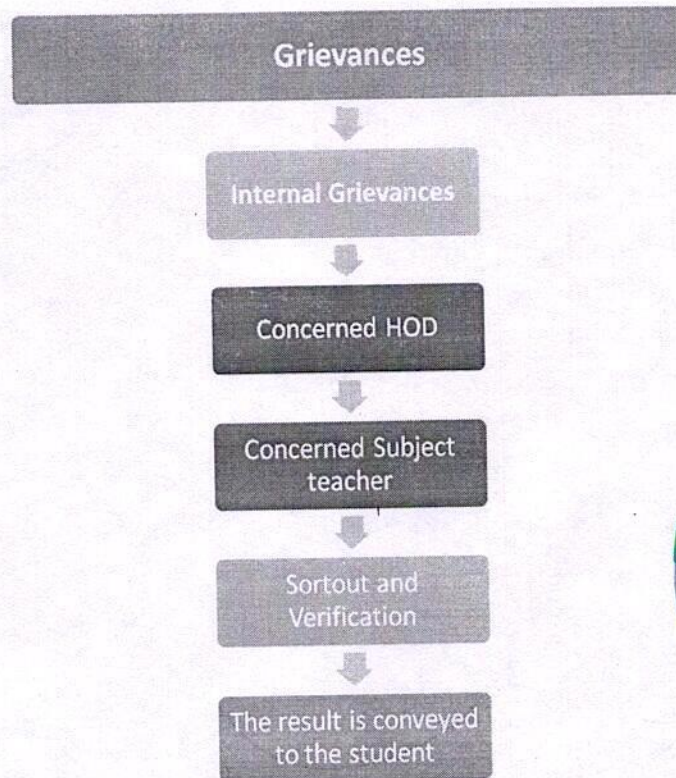 Grievances
Internal Grievances
Concerned HOD
Concerned Subject
teacher
Sortout and
Verification
The result is conveyed
to the student